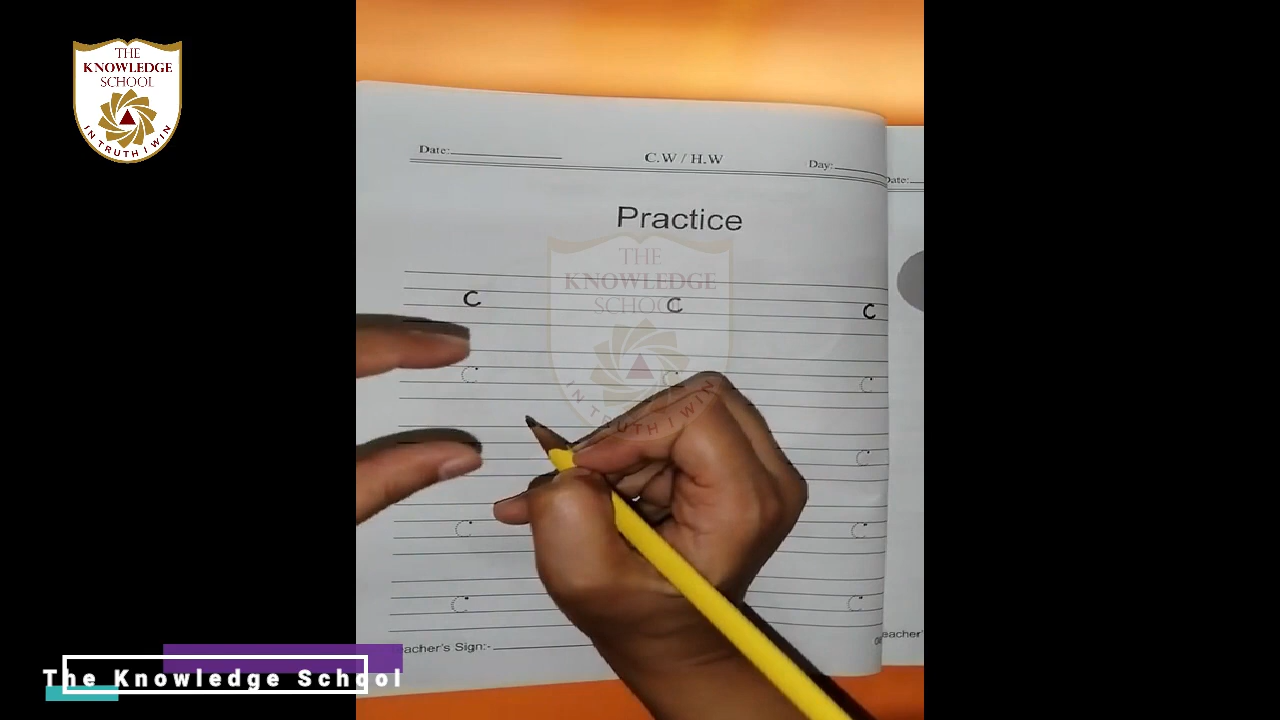 THE
KNOWLEDGE
SCHOOL
IN TRUTH I WIN
Date: C.W / H.W Day:
Date:
Practice
THE
KNOWLEDGE
SCHOOL
IN TRUTH I WIN
c c c
c c c
c
c c
c c
eacher's Sign:-
eacher'
The Knowledge School